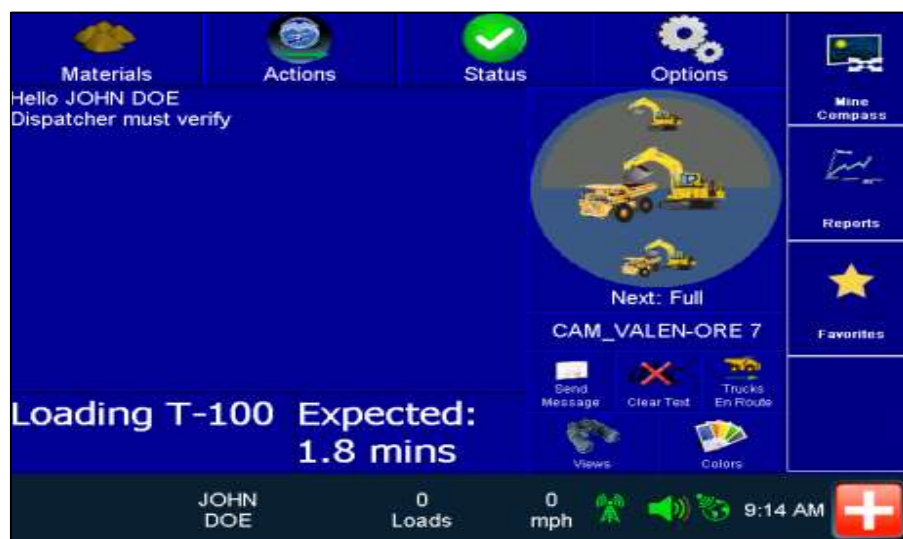 Materials
Actions
Status
Options
Mine
Compass
Hello JOHN DOE
Dispatcher must verify
Reports
Next: Full
CAM_VALEN-ORE 7
Favorites
Send
Message
Clear Text
Trucks
En Route
Loading T-100 Expected:
1.8 mins
Views
Colors
JOHN
DOE
0
Loads
0
mph
9:14 AM